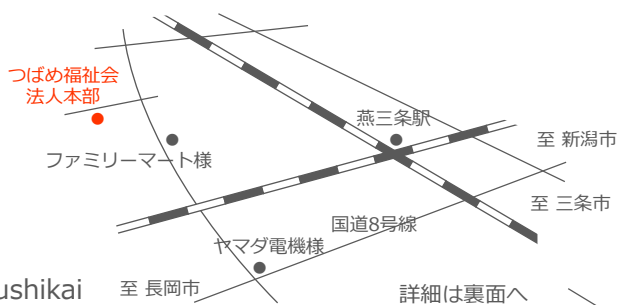 つばめ福祉会
法人本部
燕三条駅
至 新潟市
ファミリーマート様
至 三条市
国道8号線
ヤマダ電機様
ushikai
至 長岡市
詳細は裏面へ